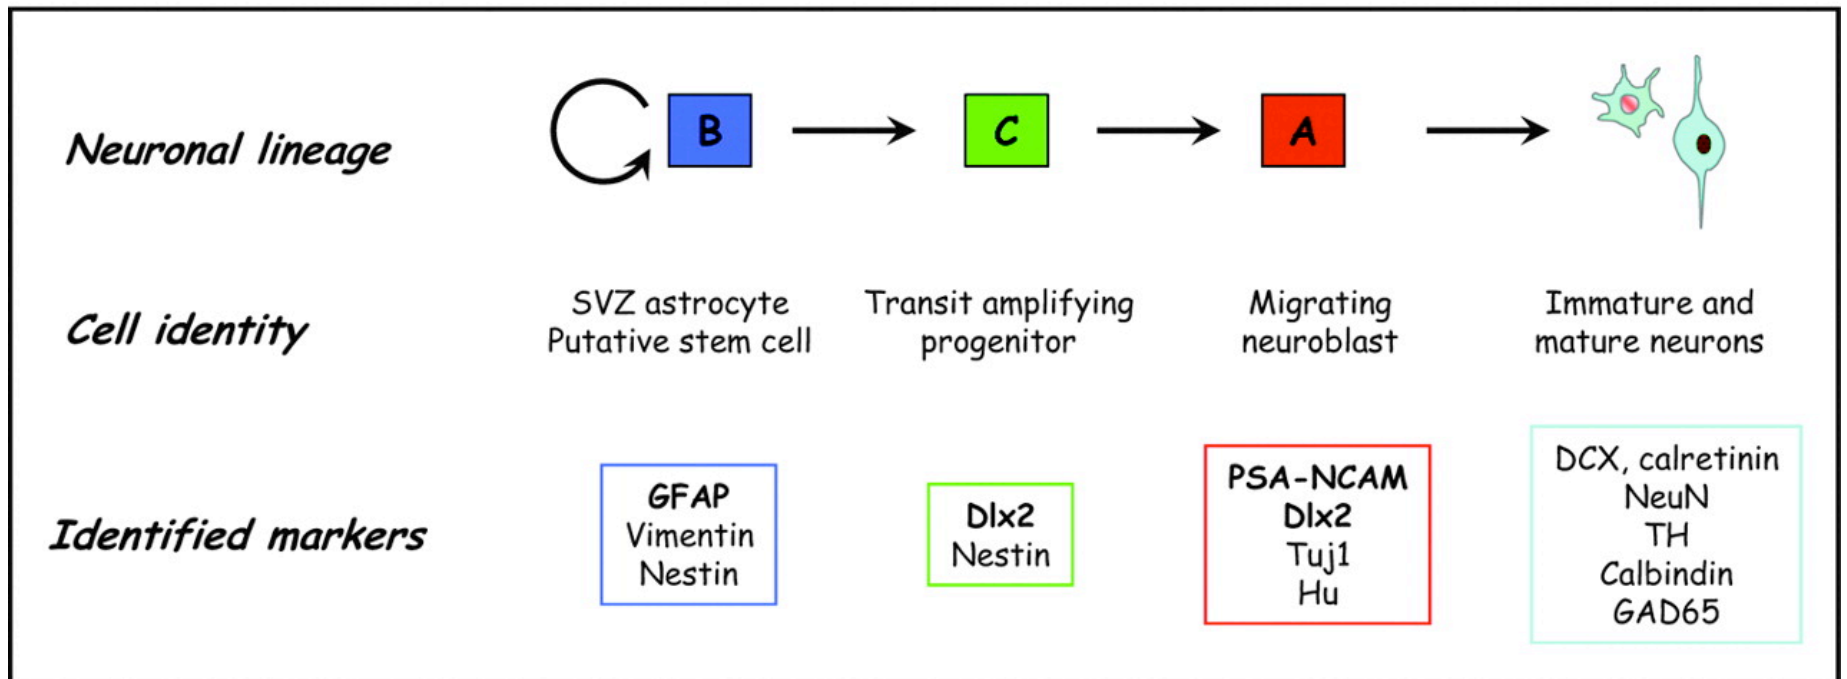 Neuronal lineage
B
C
A
Cell identity
SVZ astrocyte
Putative stem cell
Transit amplifying
progenitor
Migrating
neuroblast
Immature and
mature neurons
Identified markers
GFAP
Vimentin
Nestin
Dlx2
Nestin
PSA-NCAM
Dlx2
Tuj1
Hu
DCX, calretinin
NeuN
TH
Calbindin
GAD65